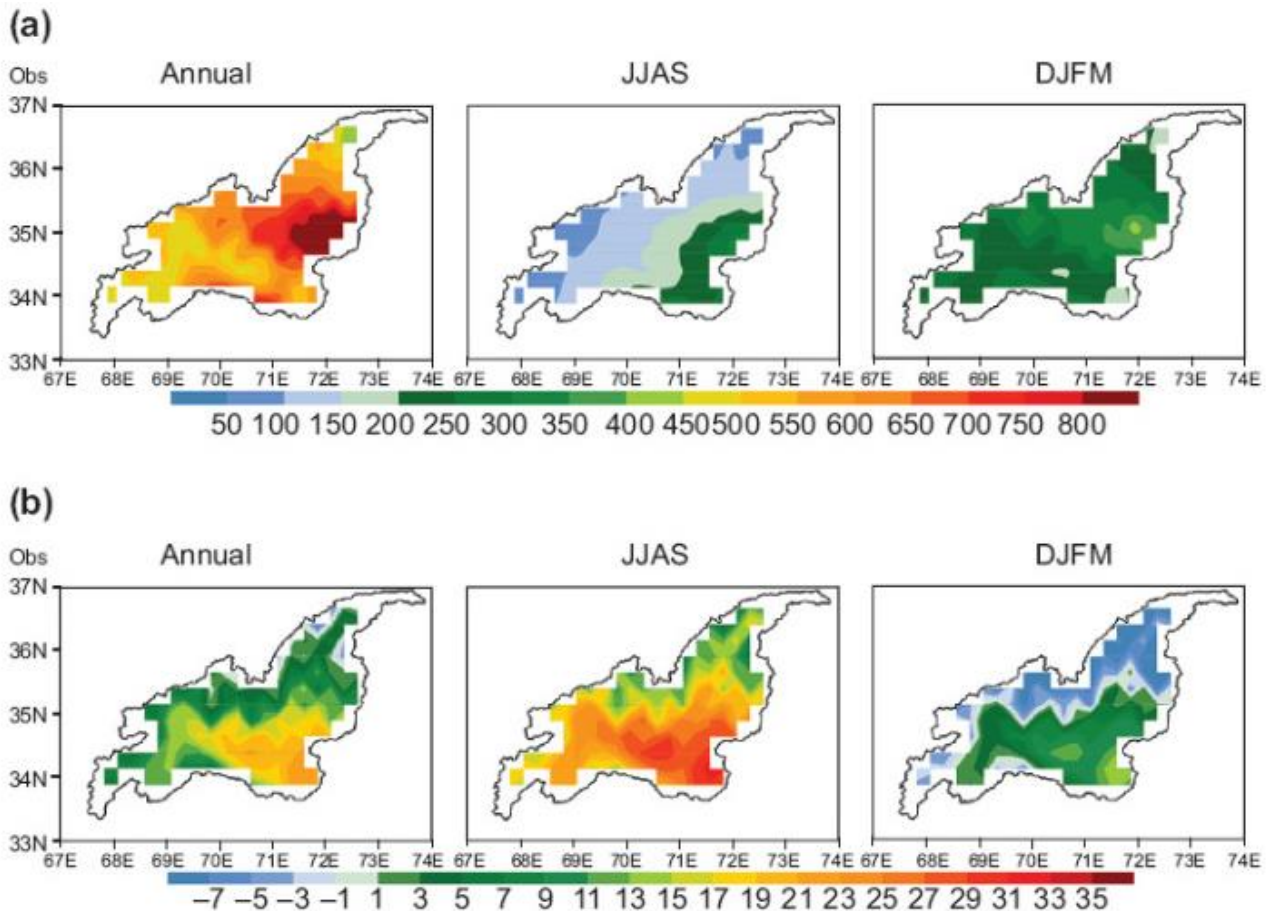 (a)
Obs Annual JJAS DJFM
37N
36N
35N
34N
33N
67E 68E 69E 70E 71E 72E 73E 74E 67E 68E 69E 70E 71E 72E 73E 74E 67E 68E 69E 70E 71E 72E 73E 74E
50 100 150 200 250 300 350 400 450 500 550 600 650 700 750 800
(b)
Obs Annual JJAS DJFM
37N
36N
35N
34N
33N
67E 68E 69E 70E 71E 72E 73E 74E 67E 68E 69E 70E 71E 72E 73E 74E 67E 68E 69E 70E 71E 72E 73E 74E
–7 –5 –3 –1 1 3 5 7 9 11 13 15 17 19 21 23 25 27 29 31 33 35